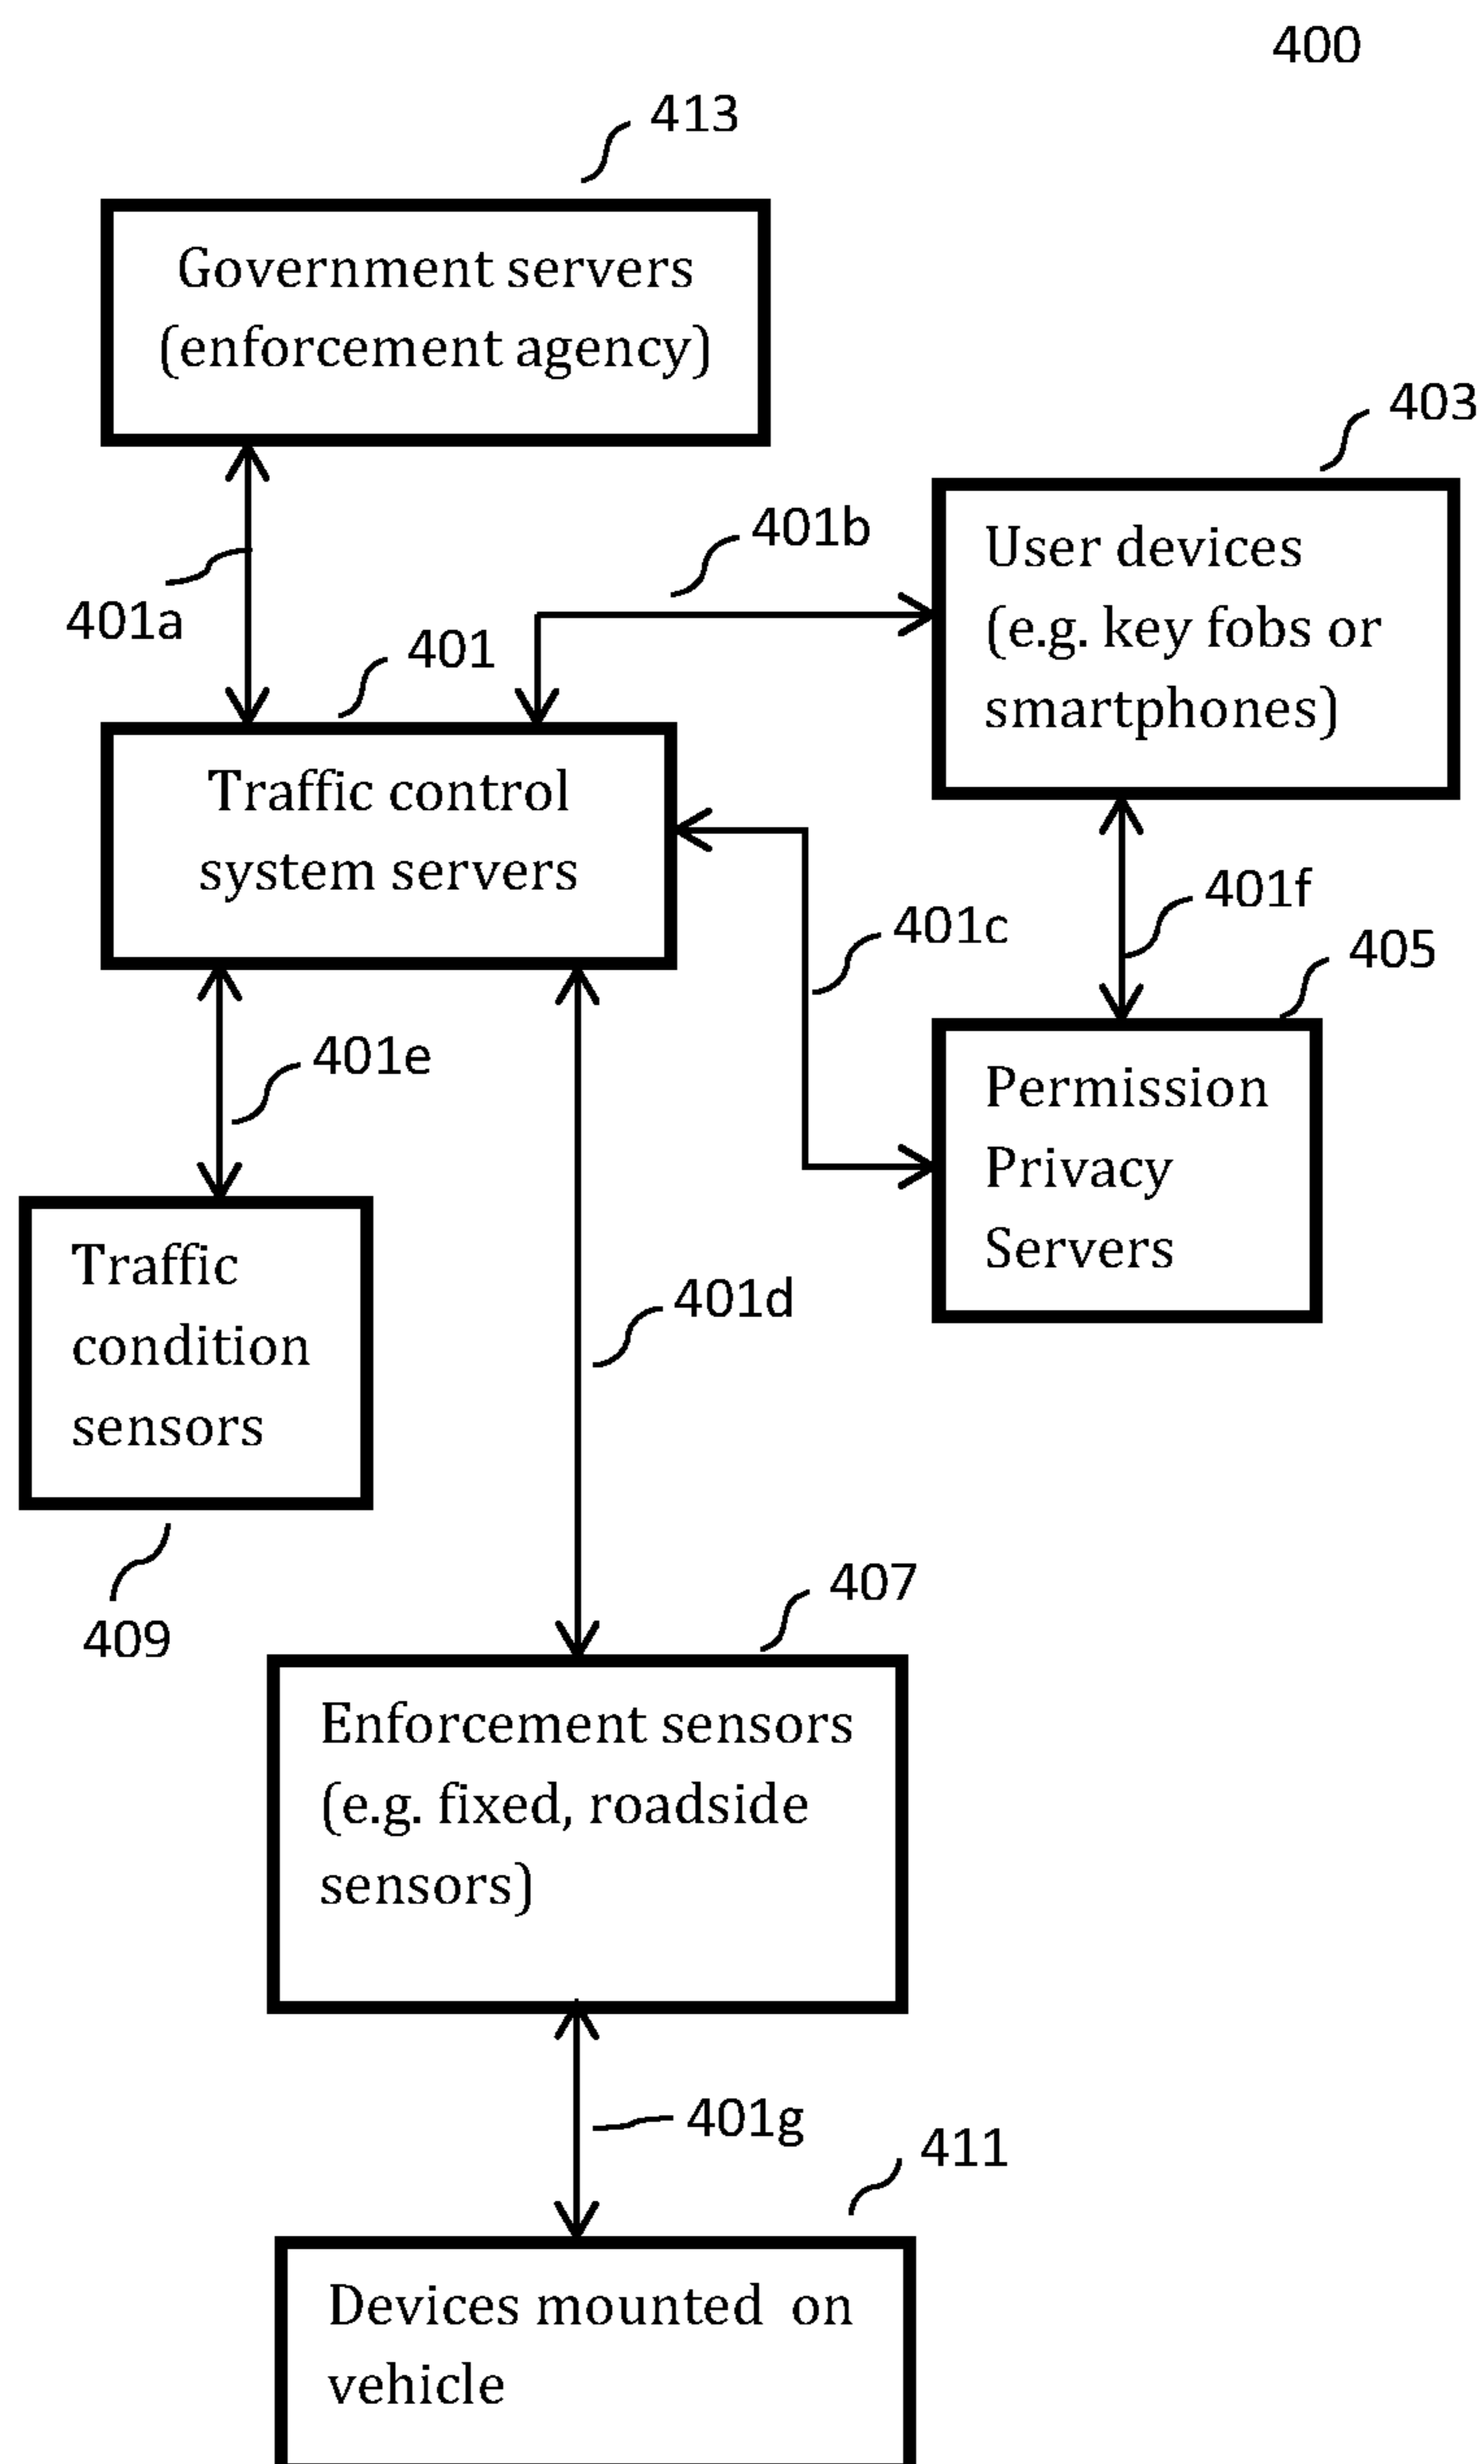 400
413
Government servers
(enforcement agency)
403
401b
User devices
(e.g. key fobs or
smartphones)
401a
401
Traffic control
system servers
401c
401f
405
401e
Permission
Privacy
Servers
Traffic
condition
sensors
401d
409
407
Enforcement sensors
(e.g. fixed, roadside
sensors)
401g
411
Devices mounted on
vehicle